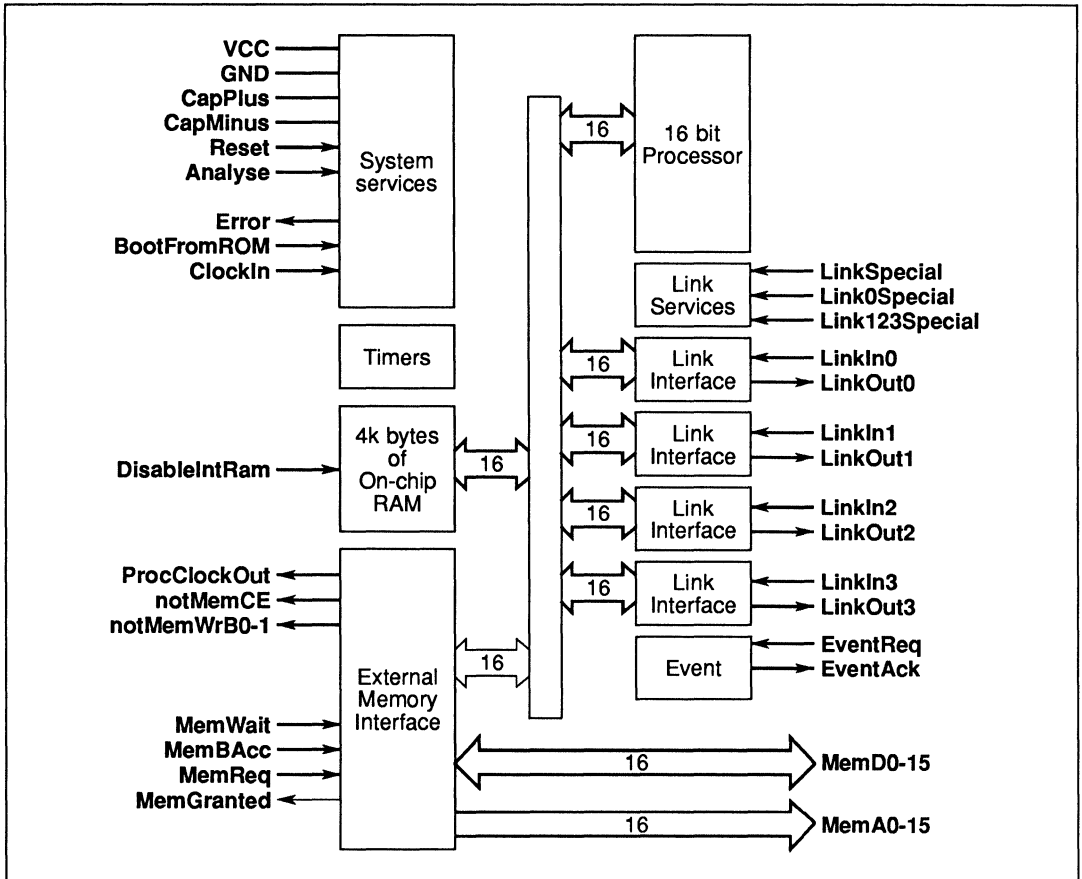 VCC
GND
CapPlus
CapMinus
Reset
Analyse
Error
BootFromROM
ClockIn
System
services
Timers
4k bytes
of
On-chip
RAM
DisableIntRam
16
ProcClockOut
notMemCE
notMemWrB0-1
MemWait
MemBAcc
MemReq
MemGranted
External
Memory
Interface
16
16
16 bit
Processor
Link
Services
LinkSpecial
Link0Special
Link123Special
16
Link
Interface
LinkIn0
LinkOut0
16
Link
Interface
LinkIn1
LinkOut1
16
Link
Interface
LinkIn2
LinkOut2
16
Link
Interface
LinkIn3
LinkOut3
Event
EventReq
EventAck
16
MemD0-15
16
MemA0-15